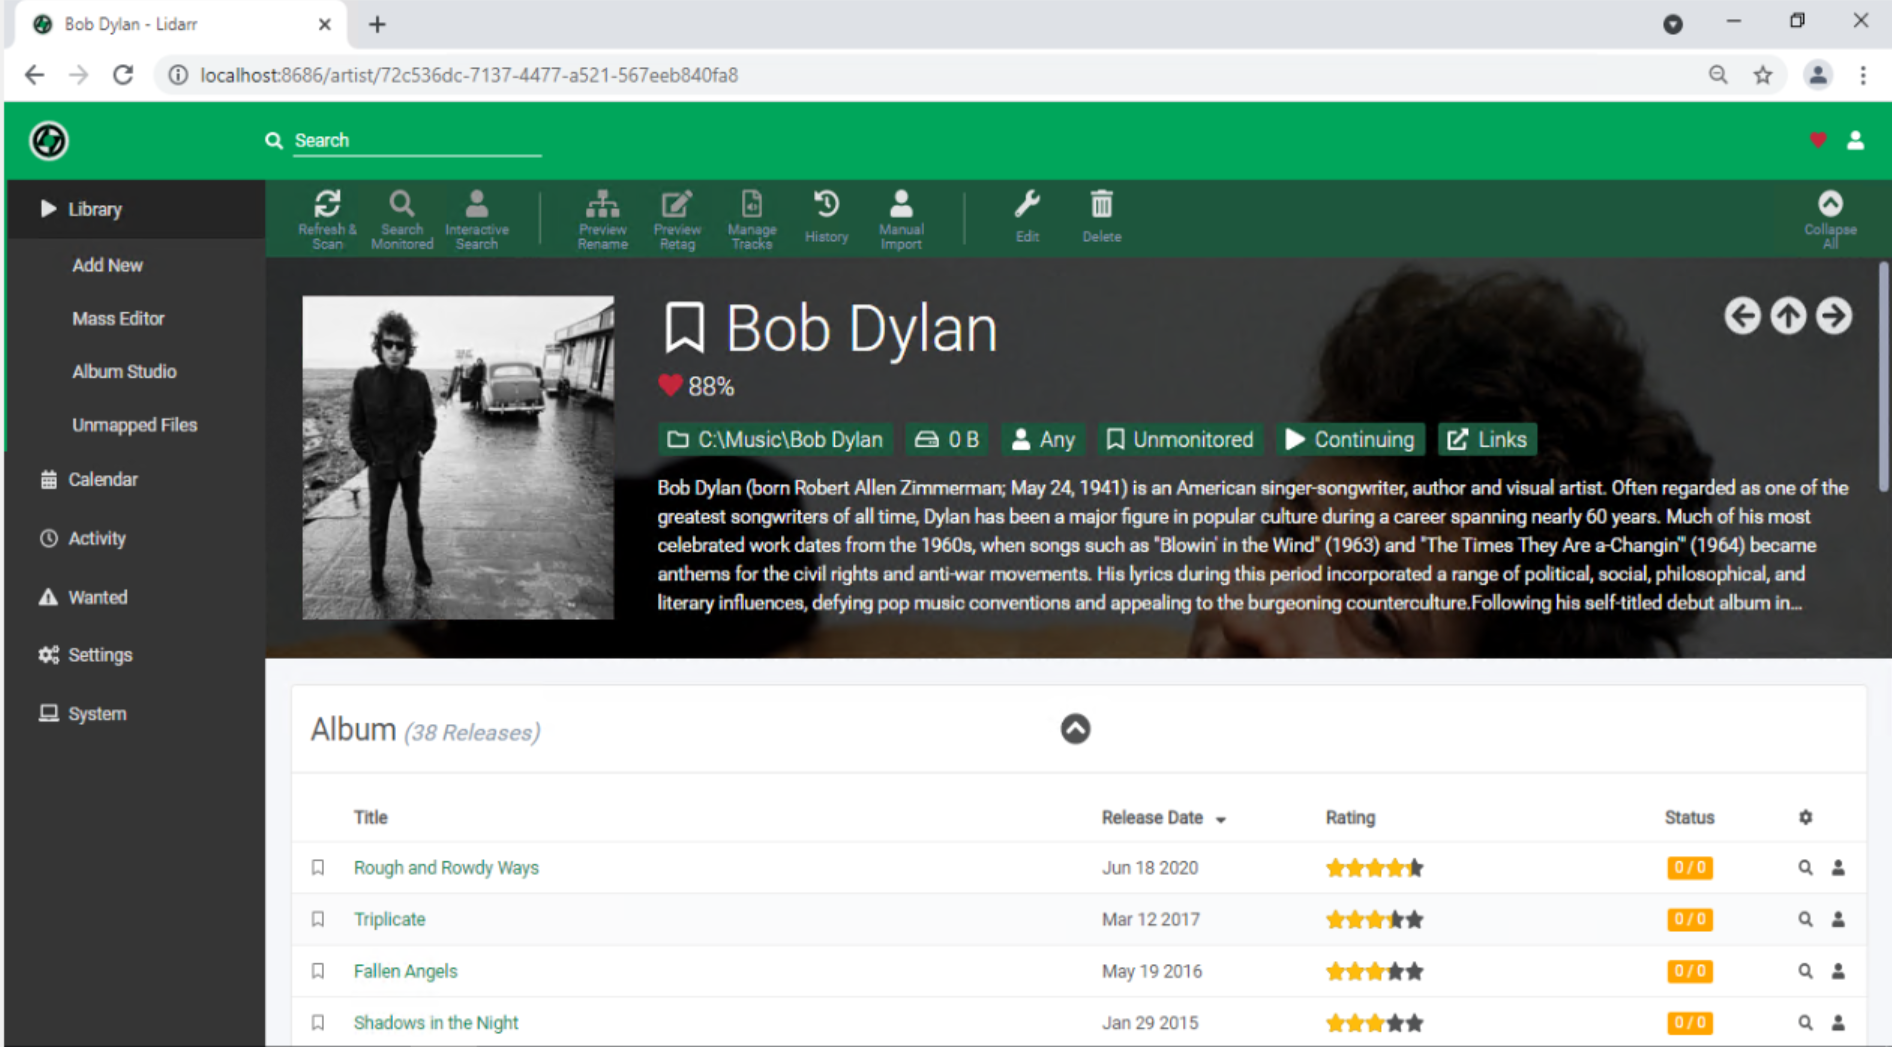 Bob Dylan - Lidarr
localhost:8686/artist/72c536dc-7137-4477-a521-567eeb840fa8
Search
Library
Add New
Mass Editor
Album Studio
Unmapped Files
Calendar
Activity
Wanted
Settings
System
Refresh &
Scan
Search
Monitored
Interactive
Search
Preview
Rename
Preview
Retag
Manage
Tracks
History
Manual
Import
Edit
Delete
Collapse
All
Bob Dylan
88%
C:\Music\Bob Dylan 0 B Any Unmonitored Continuing Links
Bob Dylan (born Robert Allen Zimmerman; May 24, 1941) is an American singer-songwriter, author and visual artist. Often regarded as one of the
greatest songwriters of all time, Dylan has been a major figure in popular culture during a career spanning nearly 60 years. Much of his most
celebrated work dates from the 1960s, when songs such as "Blowin' in the Wind" (1963) and "The Times They Are a-Changin'" (1964) became
anthems for the civil rights and anti-war movements. His lyrics during this period incorporated a range of political, social, philosophical, and
literary influences, defying pop music conventions and appealing to the burgeoning counterculture.Following his self-titled debut album in...
Album (38 Releases)
Title Release Date Rating Status
Rough and Rowdy Ways Jun 18 2020 0 / 0
Triplicate Mar 12 2017 0 / 0
Fallen Angels May 19 2016 0 / 0
Shadows in the Night Jan 29 2015 0 / 0